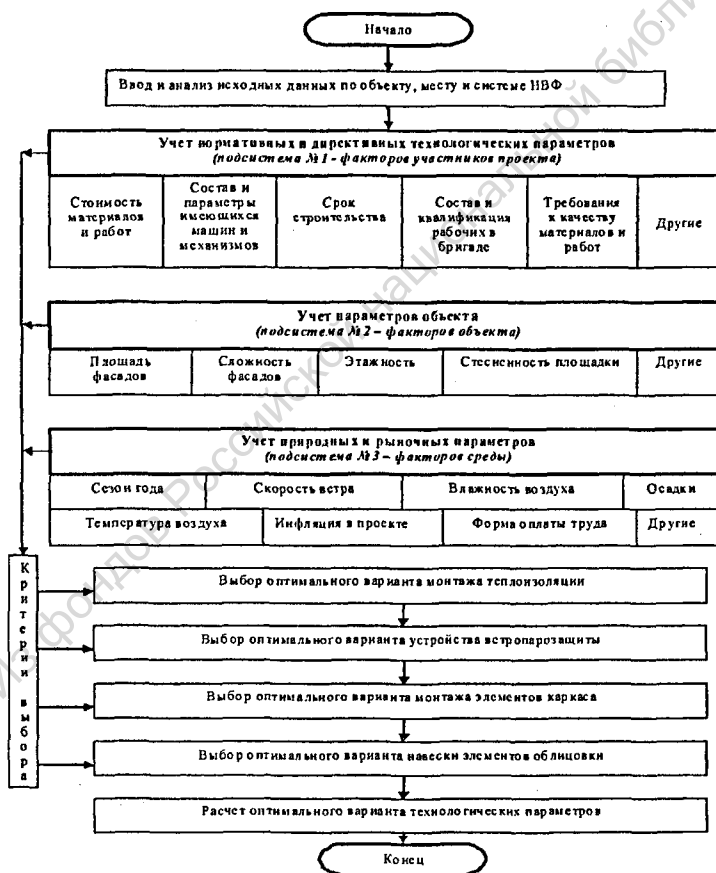 Начало
Ввод и анализ исходных данных по объекту, месту и системе НВФ
Учет нормативных и директивных технологических параметров
(подсистема №1 - факторов участников проекта)
Стоимость
материалов
и работ
Состав и
параметры
имеющихся
машин и
механизмов
Срок
строительства
Состав и
квалификация
рабочих в
бригаде
Требования
к качеству
материалов и
работ
Другие
Учет параметров объекта
(подсистема №2 – факторов объекта)
Площадь
фасадов
Сложность
фасадов
Этажность
Стесненность площадки
Другие
Учет природных и рыночных параметров
(подсистема №3 – факторов среды)
Сезон года
Скорость ветра
Влажность воздуха
Осадки
Температура воздуха
Инфляция в проекте
Форма оплаты труда
Другие
Критерии выбора
Выбор оптимального варианта монтажа теплоизоляции
Выбор оптимального варианта устройства ветропарозащиты
Выбор оптимального варианта монтажа элементов каркаса
Выбор оптимального варианта навески элементов облицовки
Расчет оптимального варианта технологических параметров
Конец
Из фондов Российской национальной библи